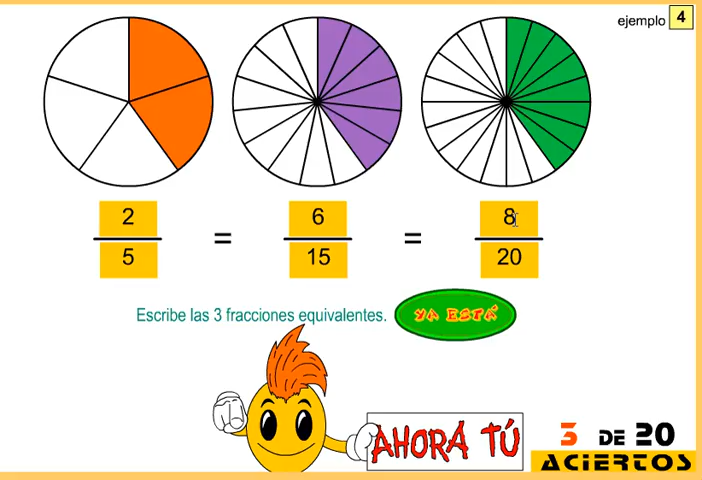 ejemplo 4
2 6 8
= =
5 15 20
Escribe las 3 fracciones equivalentes. YA ESTÁ
AHORA TÚ
3 DE 20
ACIERTOS